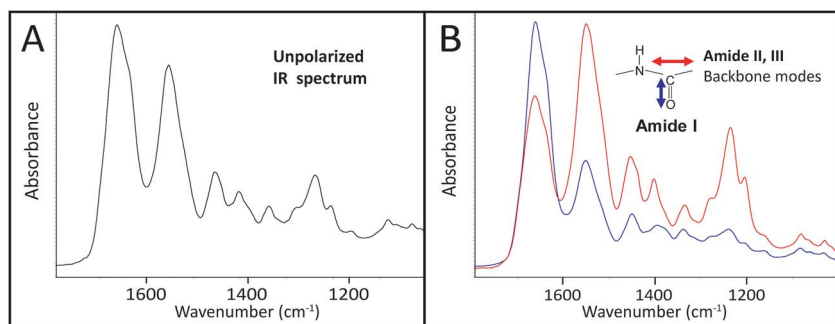 A
Unpolarized
IR spectrum
Absorbance
1600
1400
1200
Wavenumber (cm⁻¹)
B
H
N
C
O
Amide II, III
Backbone modes
Amide I
Absorbance
1600
1400
1200
Wavenumber (cm⁻¹)